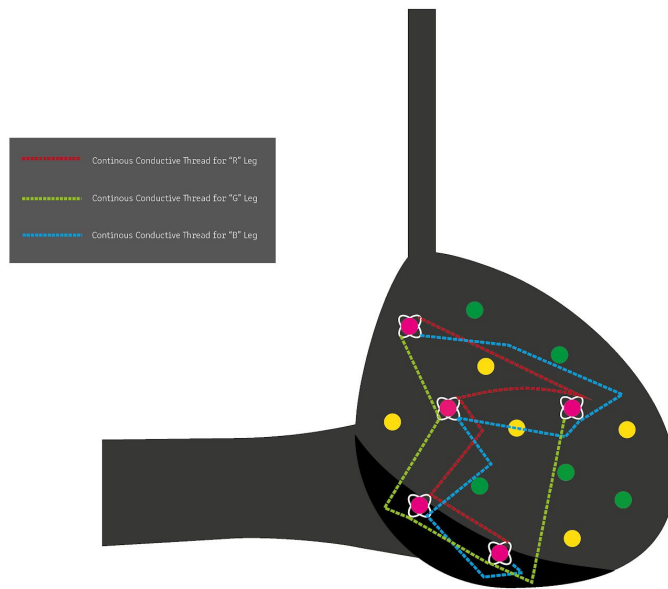 Continous Conductive Thread for "R" Leg
Continous Conductive Thread for "G" Leg
Continous Conductive Thread for "B" Leg